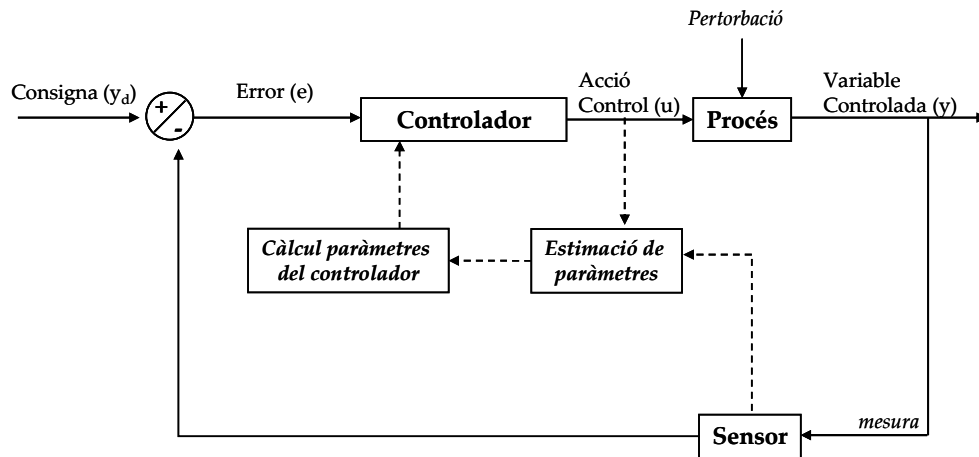 Pertorbació
Consigna (yd)
+
-
Error (e)
Controlador
Acció
Control (u)
Procés
Variable
Controlada (y)
Càlcul paràmetres
del controlador
Estimació de
paràmetres
Sensor
mesura